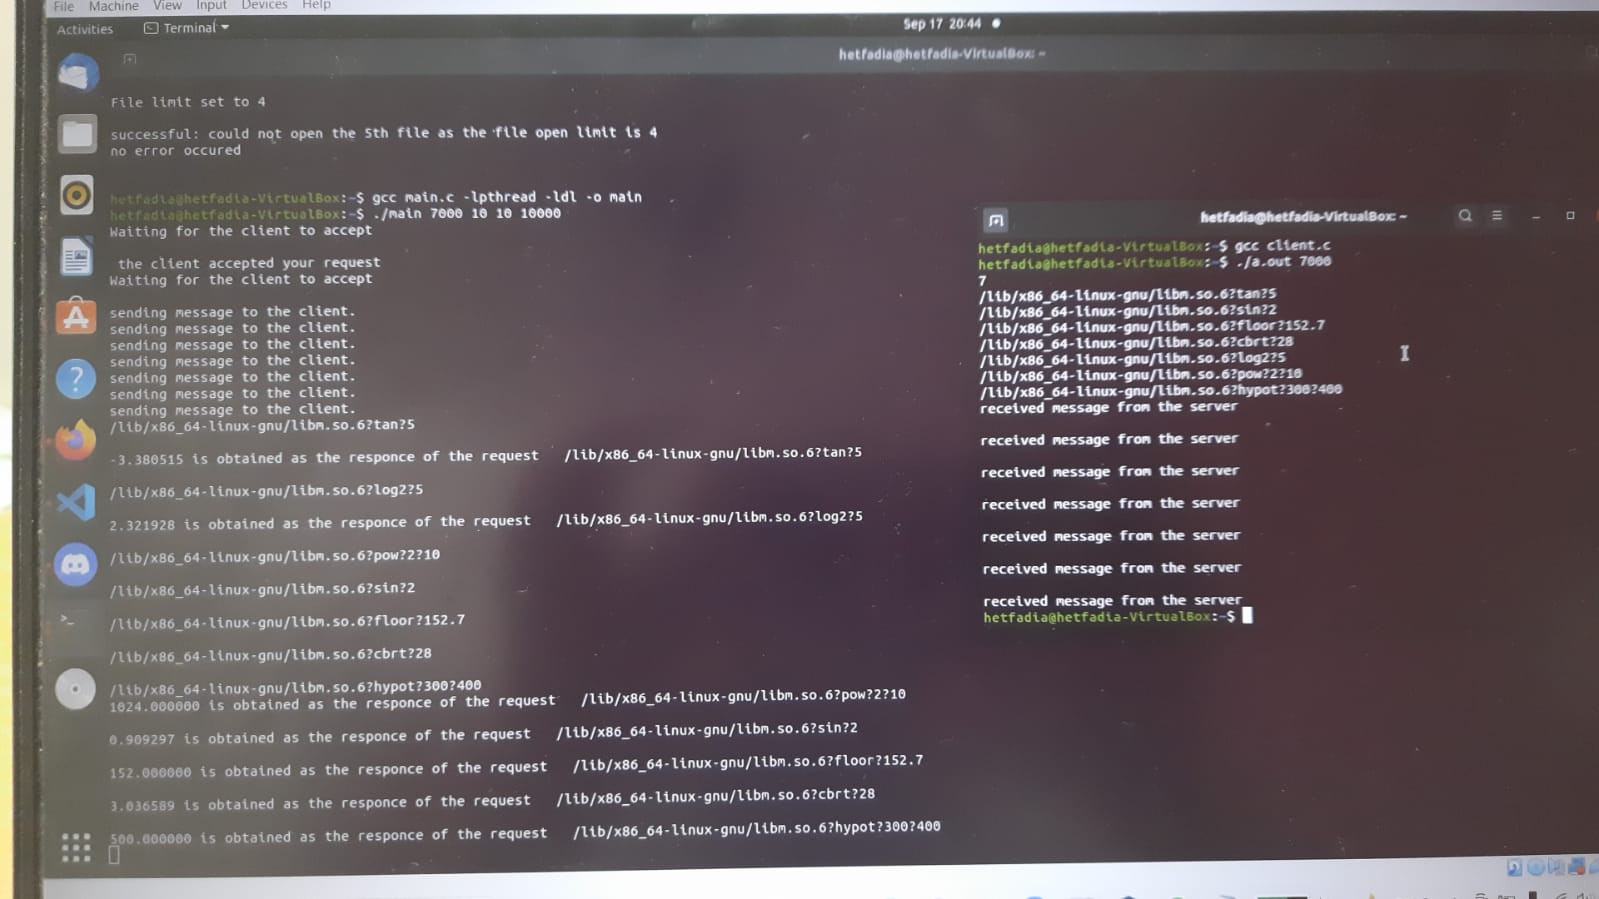 File Machine View Input Devices Help
Activities Terminal Sep 17 20:44
hetfadia@hetfadia-VirtualBox: ~
File limit set to 4
successful: could not open the 5th file as the file open limit is 4
no error occured
hetfadia@hetfadia-VirtualBox:~$ gcc main.c -lpthread -ldl -o main
hetfadia@hetfadia-VirtualBox:~$ ./main 7000 10 10 10000
Waiting for the client to accept
the client accepted your request
Waiting for the client to accept
sending message to the client.
sending message to the client.
sending message to the client.
sending message to the client.
sending message to the client.
sending message to the client.
sending message to the client.
/lib/x86_64-linux-gnu/libm.so.6?tan?5
-3.380515 is obtained as the responce of the request /lib/x86_64-linux-gnu/libm.so.6?tan?5
/lib/x86_64-linux-gnu/libm.so.6?log2?5
2.321928 is obtained as the responce of the request /lib/x86_64-linux-gnu/libm.so.6?log2?5
/lib/x86_64-linux-gnu/libm.so.6?pow?2?10
/lib/x86_64-linux-gnu/libm.so.6?sin?2
/lib/x86_64-linux-gnu/libm.so.6?floor?152.7
/lib/x86_64-linux-gnu/libm.so.6?cbrt?28
/lib/x86_64-linux-gnu/libm.so.6?hypot?300?400
1024.000000 is obtained as the responce of the request /lib/x86_64-linux-gnu/libm.so.6?pow?2?10
0.909297 is obtained as the responce of the request /lib/x86_64-linux-gnu/libm.so.6?sin?2
152.000000 is obtained as the responce of the request /lib/x86_64-linux-gnu/libm.so.6?floor?152.7
3.036589 is obtained as the responce of the request /lib/x86_64-linux-gnu/libm.so.6?cbrt?28
500.000000 is obtained as the responce of the request /lib/x86_64-linux-gnu/libm.so.6?hypot?300?400
hetfadia@hetfadia-VirtualBox: ~
hetfadia@hetfadia-VirtualBox:~$ gcc client.c
hetfadia@hetfadia-VirtualBox:~$ ./a.out 7000
7
/lib/x86_64-linux-gnu/libm.so.6?tan?5
/lib/x86_64-linux-gnu/libm.so.6?sin?2
/lib/x86_64-linux-gnu/libm.so.6?floor?152.7
/lib/x86_64-linux-gnu/libm.so.6?cbrt?28
/lib/x86_64-linux-gnu/libm.so.6?log2?5
/lib/x86_64-linux-gnu/libm.so.6?pow?2?10
/lib/x86_64-linux-gnu/libm.so.6?hypot?300?400
received message from the server
received message from the server
received message from the server
received message from the server
received message from the server
received message from the server
received message from the server
hetfadia@hetfadia-VirtualBox:~$